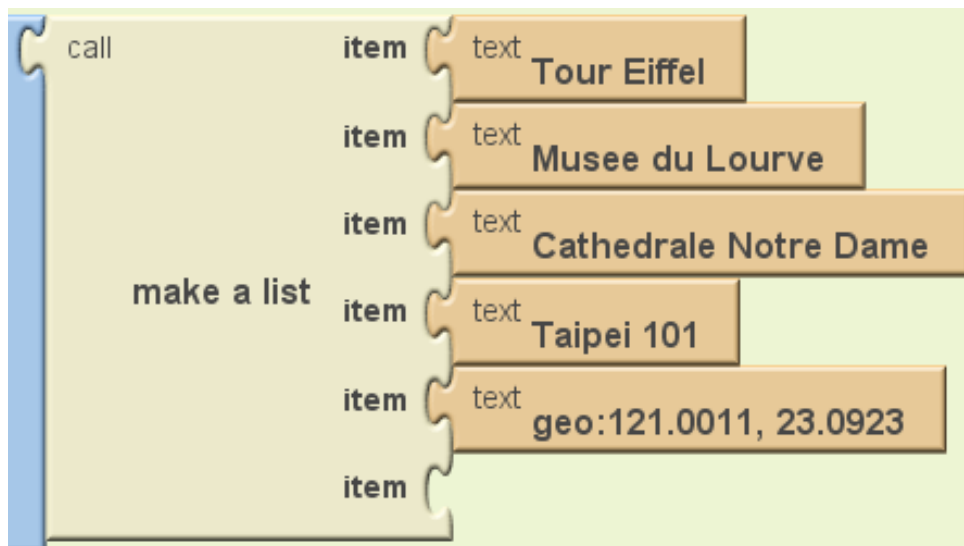 call item text Tour Eiffel
item text Musee du Lourve
item text Cathedrale Notre Dame
make a list
item text Taipei 101
item text geo:121.0011, 23.0923
item